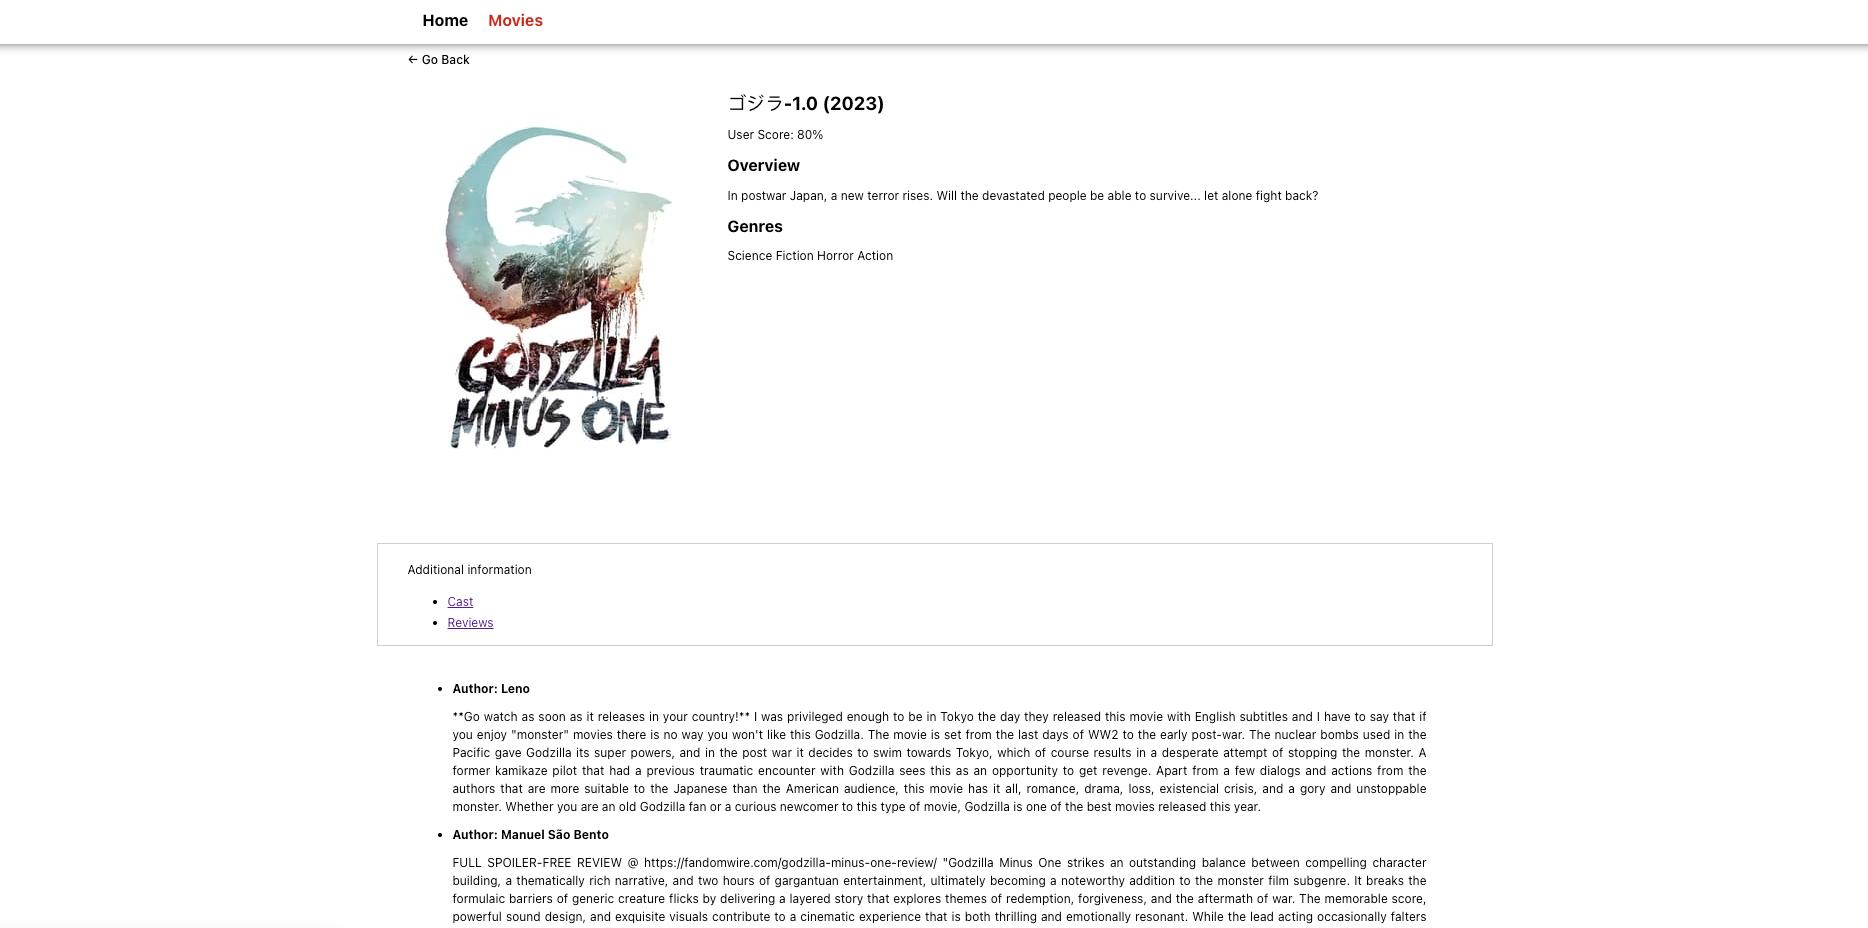 Home Movies
← Go Back
ゴジラ-1.0 (2023)
User Score: 80%
Overview
In postwar Japan, a new terror rises. Will the devastated people be able to survive... let alone fight back?
Genres
Science Fiction Horror Action
GODZILLA
MINUS ONE
Additional information
• Cast
• Reviews
• Author: Leno
**Go watch as soon as it releases in your country!** I was privileged enough to be in Tokyo the day they released this movie with English subtitles and I have to say that if
you enjoy "monster" movies there is no way you won't like this Godzilla. The movie is set from the last days of WW2 to the early post-war. The nuclear bombs used in the
Pacific gave Godzilla its super powers, and in the post war it decides to swim towards Tokyo, which of course results in a desperate attempt of stopping the monster. A
former kamikaze pilot that had a previous traumatic encounter with Godzilla sees this as an opportunity to get revenge. Apart from a few dialogs and actions from the
authors that are more suitable to the Japanese than the American audience, this movie has it all, romance, drama, loss, existencial crisis, and a gory and unstoppable
monster. Whether you are an old Godzilla fan or a curious newcomer to this type of movie, Godzilla is one of the best movies released this year.
• Author: Manuel São Bento
FULL SPOILER-FREE REVIEW @ https://fandomwire.com/godzilla-minus-one-review/ "Godzilla Minus One strikes an outstanding balance between compelling character
building, a thematically rich narrative, and two hours of gargantuan entertainment, ultimately becoming a noteworthy addition to the monster film subgenre. It breaks the
formulaic barriers of generic creature flicks by delivering a layered story that explores themes of redemption, forgiveness, and the aftermath of war. The memorable score,
powerful sound design, and exquisite visuals contribute to a cinematic experience that is both thrilling and emotionally resonant. While the lead acting occasionally falters